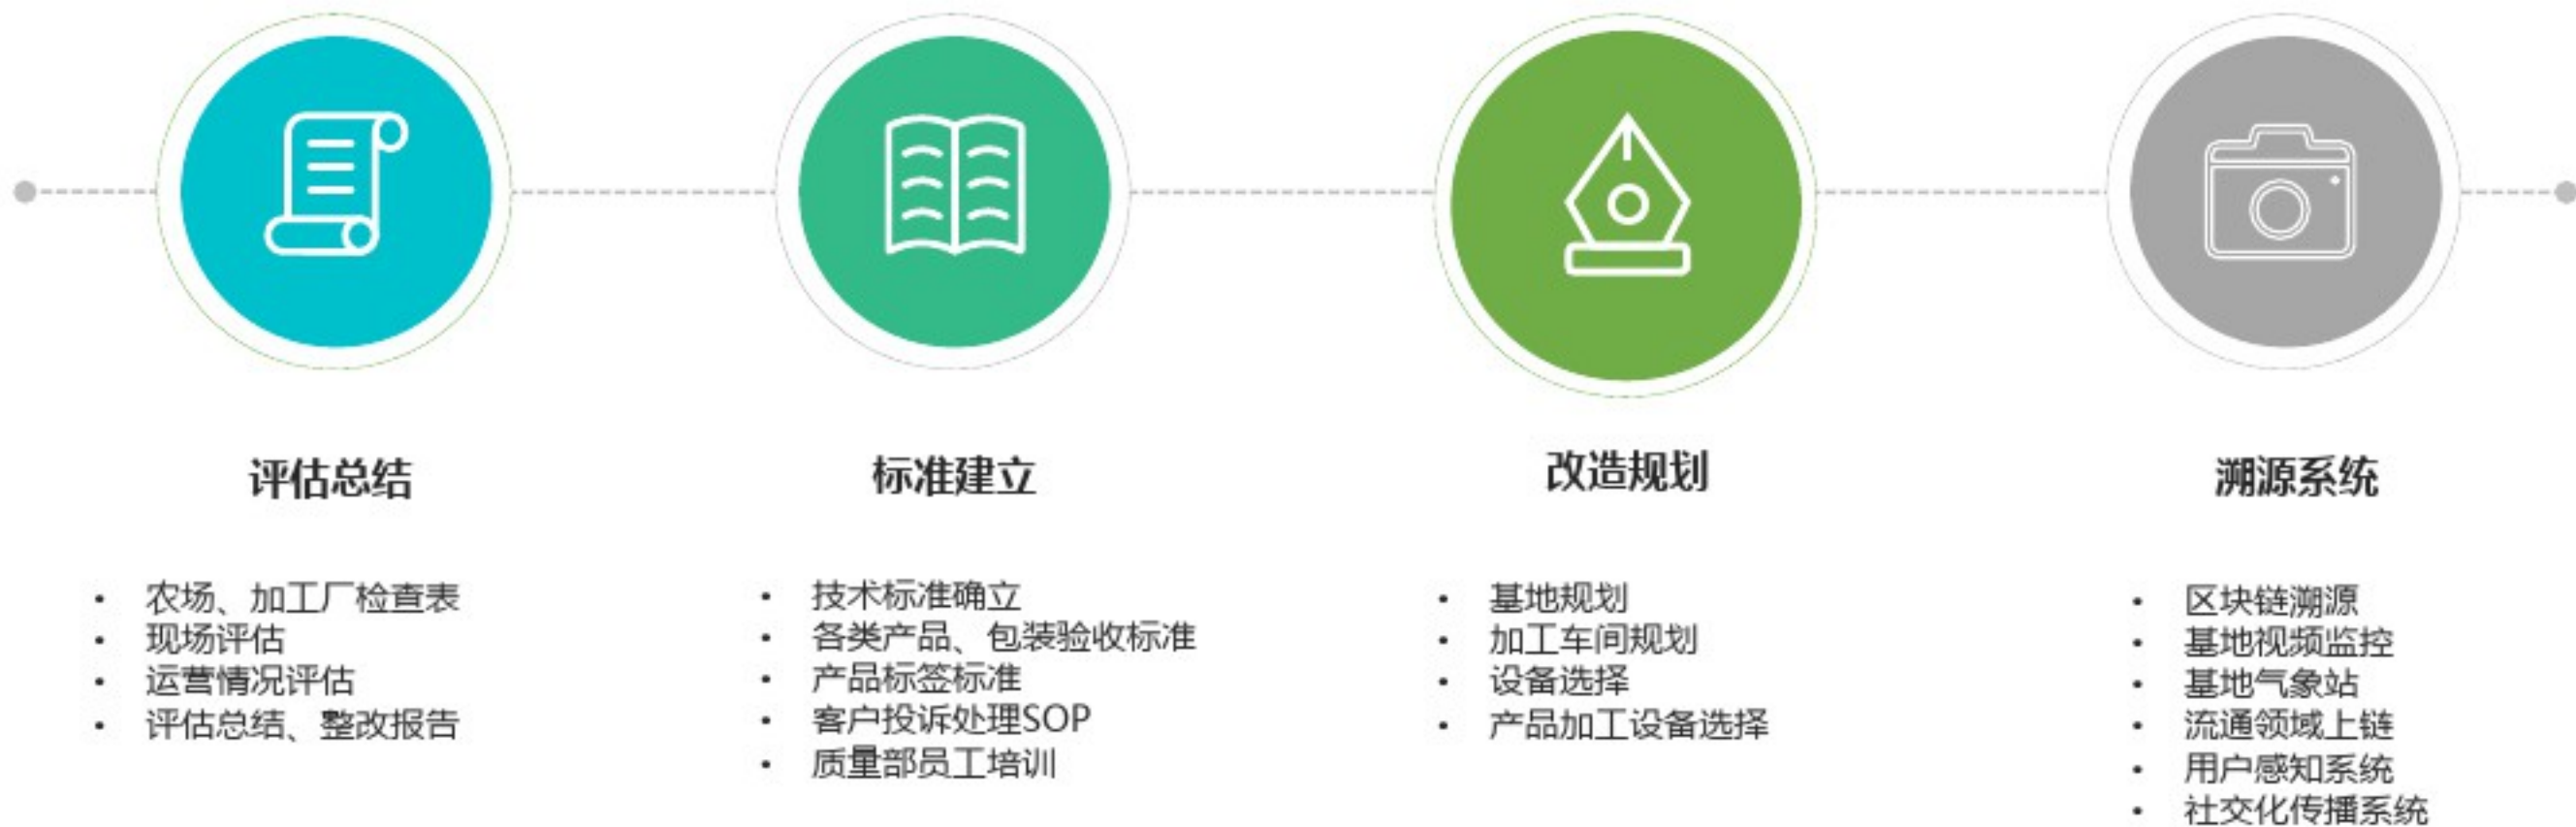 评估总结
农场、加工厂检查表
现场评估
运营情况评估
评估总结、整改报告
标准建立
技术标准确立
各类产品、包装验收标准
产品标签标准
客户投诉处理SOP
质量部员工培训
改造规划
基地规划
加工车间规划
设备选择
产品加工设备选择
溯源系统
区块链溯源
基地视频监控
基地气象站
流通领域上链
用户感知系统
社交化传播系统